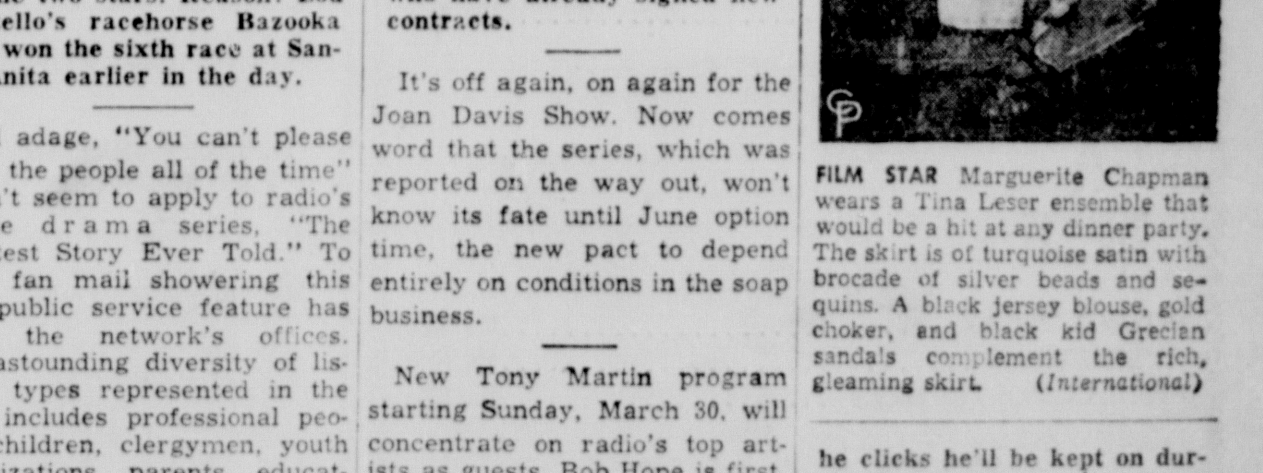 ello's racehorse Bazooka
won the sixth race at San-
nita earlier in the day.
adage, "You can't please
the people all of the time"
't seem to apply to radio's
e drama series, "The
est Story Ever Told." To
fan mail showering this
public service feature has
the network's offices.
astounding diversity of lis-
types represented in the
includes professional peo-
children, clergymen, youth
contracts.
It's off again, on again for the
Joan Davis Show. Now comes
word that the series, which was
reported on the way out, won't
know its fate until June option
time, the new pact to depend
entirely on conditions in the soap
business.
New Tony Martin program
starting Sunday, March 30, will
concentrate on radio's top art-
ists as guests. Bob Hope is first
CP
FILM STAR Marguerite Chapman
wears a Tina Leser ensemble that
would be a hit at any dinner party.
The skirt is of turquoise satin with
brocade of silver beads and se-
quins. A black jersey blouse, gold
choker, and black kid Grecian
sandals complement the rich,
gleaming skirt. (International)
he clicks he'll be kept on dur-